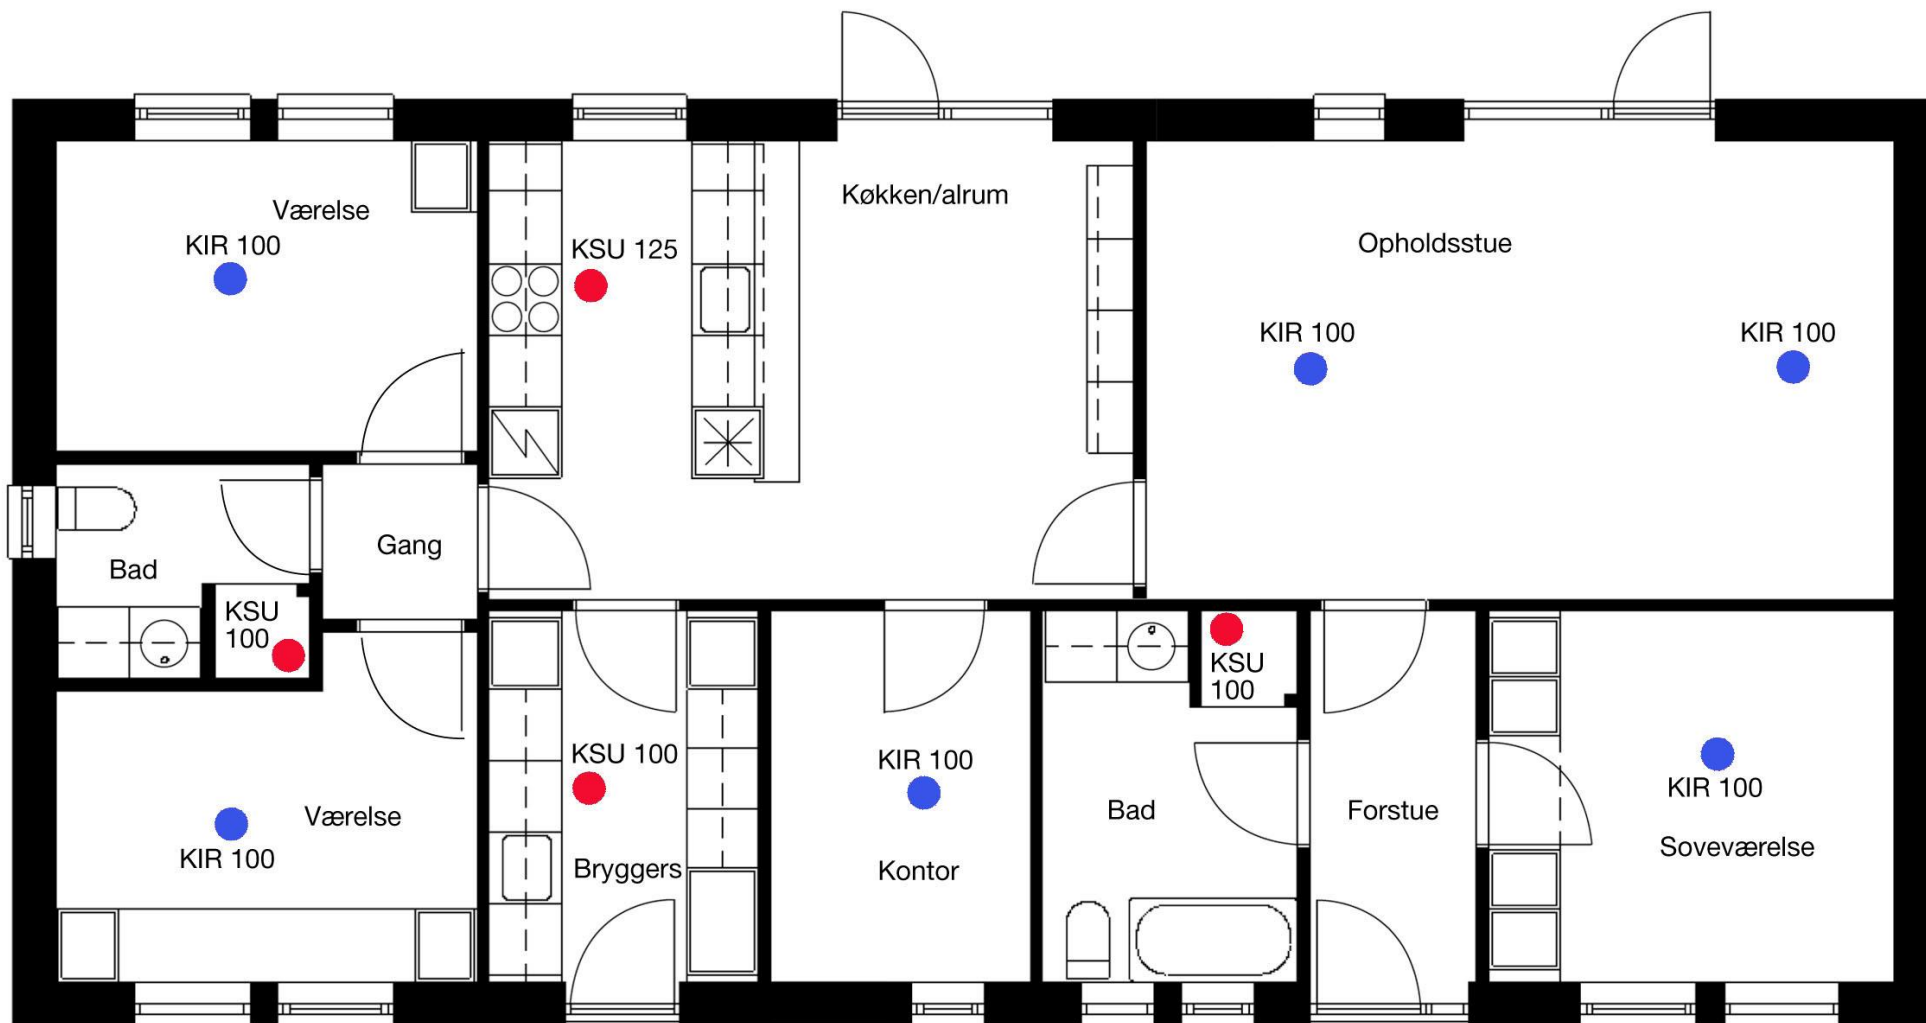 Værelse
KIR 100
KSU 125
Køkken/alrum
Opholdsstue
KIR 100
KIR 100
Gang
Bad
KSU
100
KSU
100
KSU 100
KIR 100
KIR 100
Værelse
KIR 100
Bad
Forstue
Soveværelse
Bryggers
Kontor